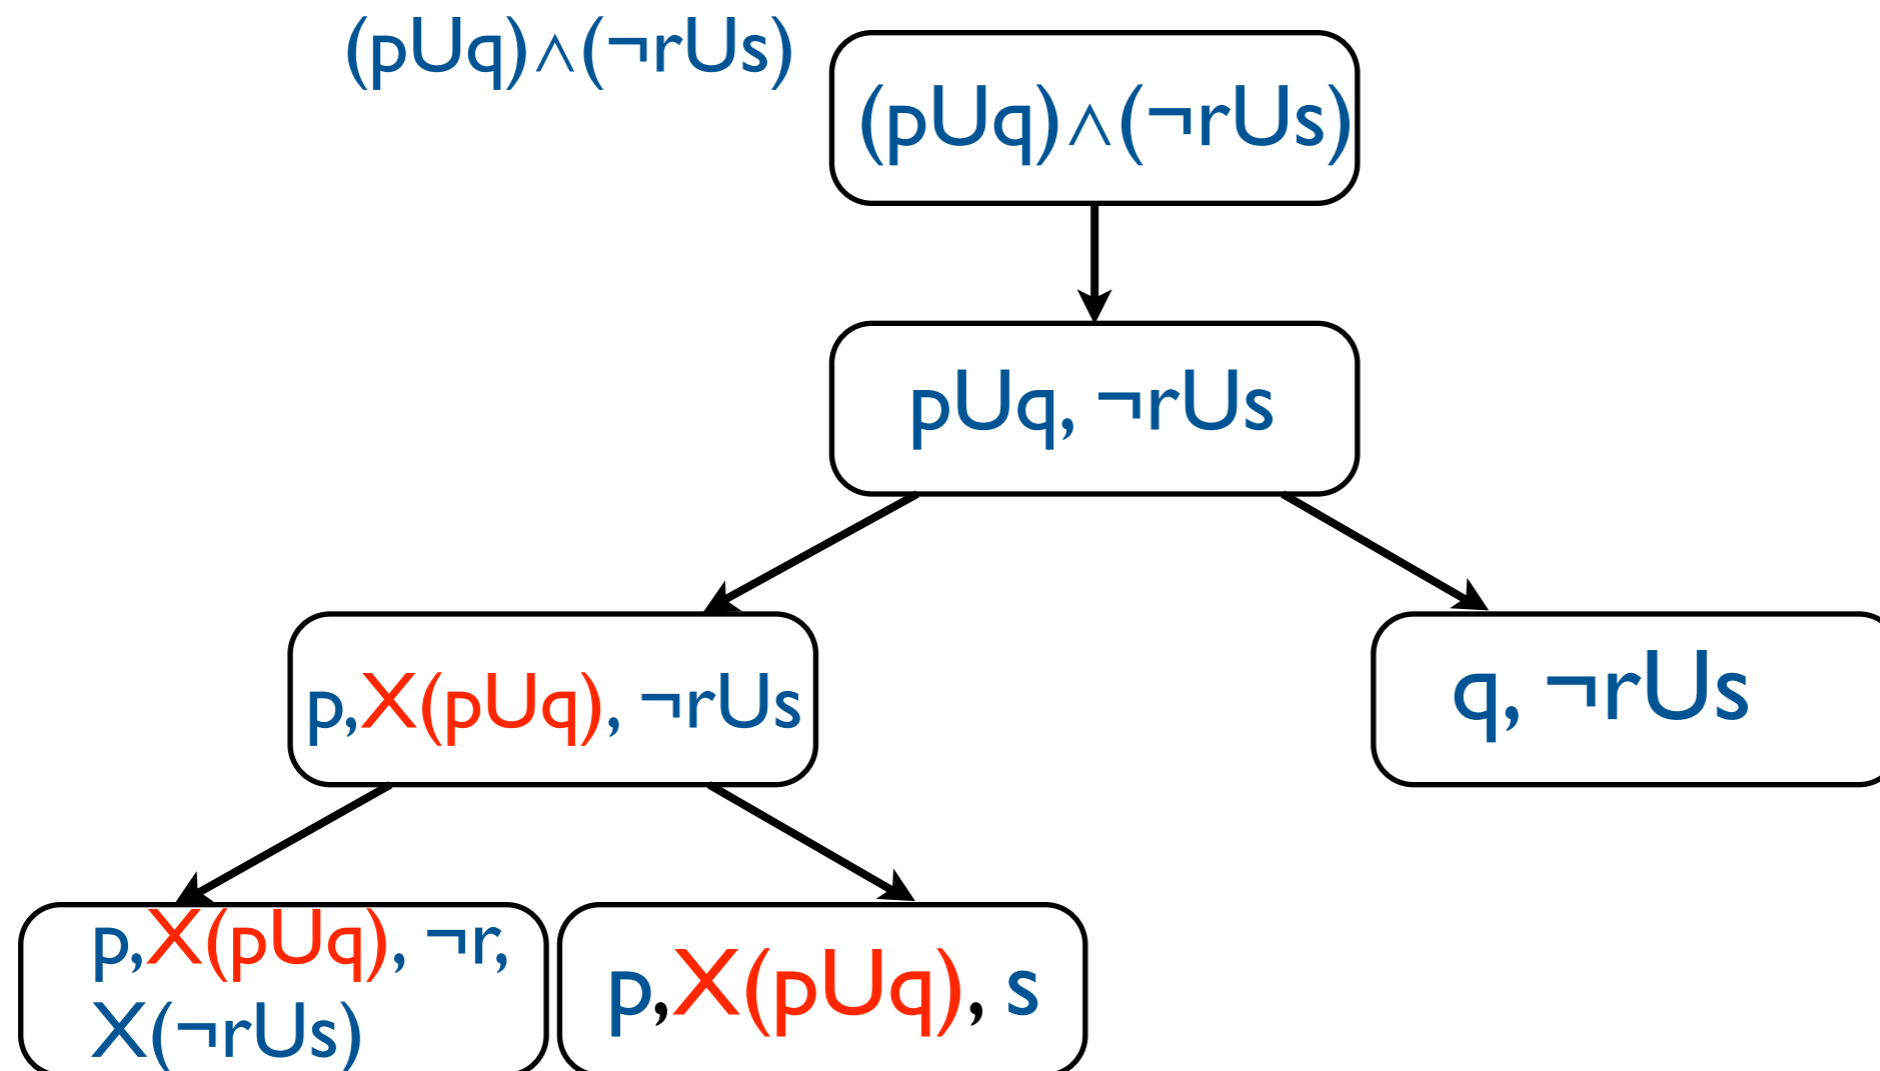 (pUq)∧(¬rUs)
(pUq)∧(¬rUs)
pUq, ¬rUs
p,X(pUq), ¬rUs
q, ¬rUs
p,X(pUq), ¬r,
X(¬rUs)
p,X(pUq), s